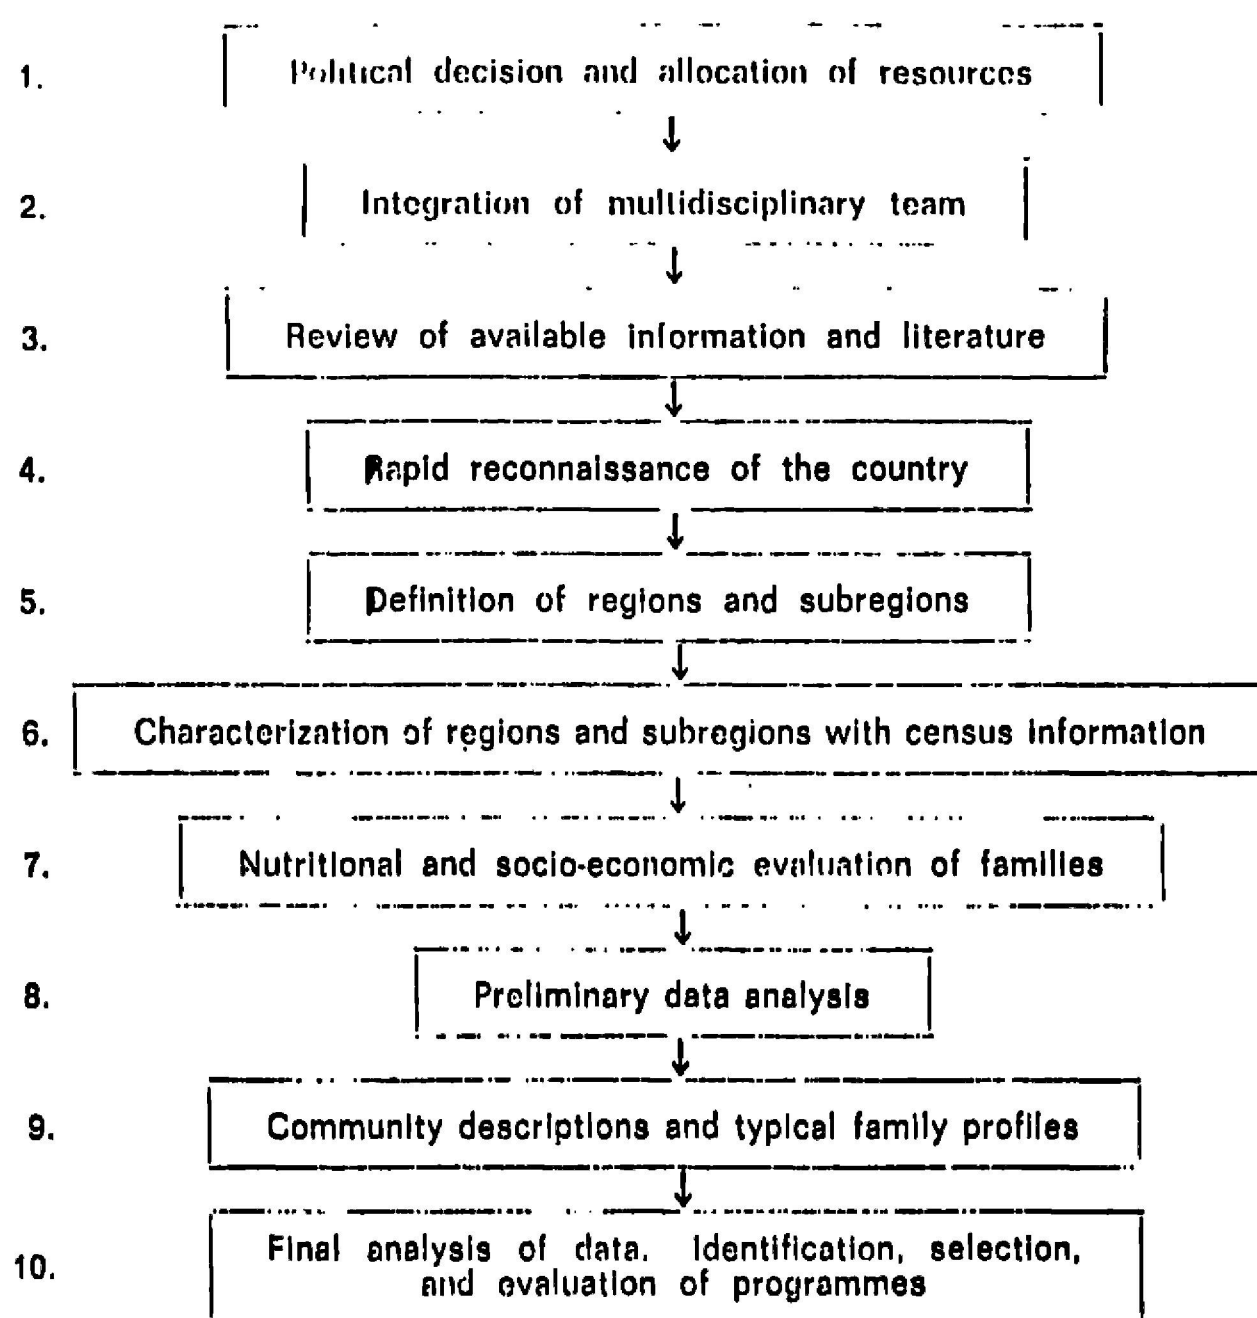 1. Political decision and allocation of resources
2. Integration of multidisciplinary team
3. Review of available information and literature
4. Rapid reconnaissance of the country
5. Definition of regions and subregions
6. Characterization of regions and subregions with census information
7. Nutritional and socio-economic evaluation of families
8. Preliminary data analysis
9. Community descriptions and typical family profiles
10. Final analysis of data. Identification, selection,
and evaluation of programmes